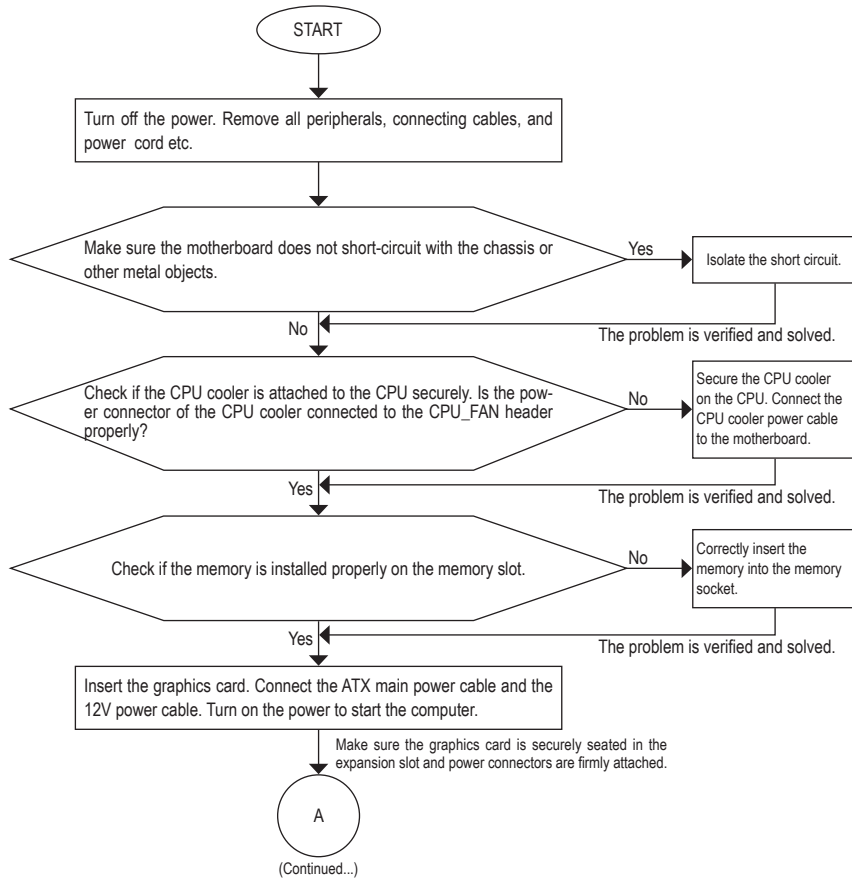 START
Turn off the power. Remove all peripherals, connecting cables, and
power cord etc.
Make sure the motherboard does not short-circuit with the chassis or
other metal objects.
Yes
Isolate the short circuit.
No
The problem is verified and solved.
Check if the CPU cooler is attached to the CPU securely. Is the pow-
er connector of the CPU cooler connected to the CPU_FAN header
properly?
No
Secure the CPU cooler
on the CPU. Connect the
CPU cooler power cable
to the motherboard.
Yes
The problem is verified and solved.
Check if the memory is installed properly on the memory slot.
No
Correctly insert the
memory into the memory
socket.
Yes
The problem is verified and solved.
Insert the graphics card. Connect the ATX main power cable and the
12V power cable. Turn on the power to start the computer.
Make sure the graphics card is securely seated in the
expansion slot and power connectors are firmly attached.
A
(Continued...)